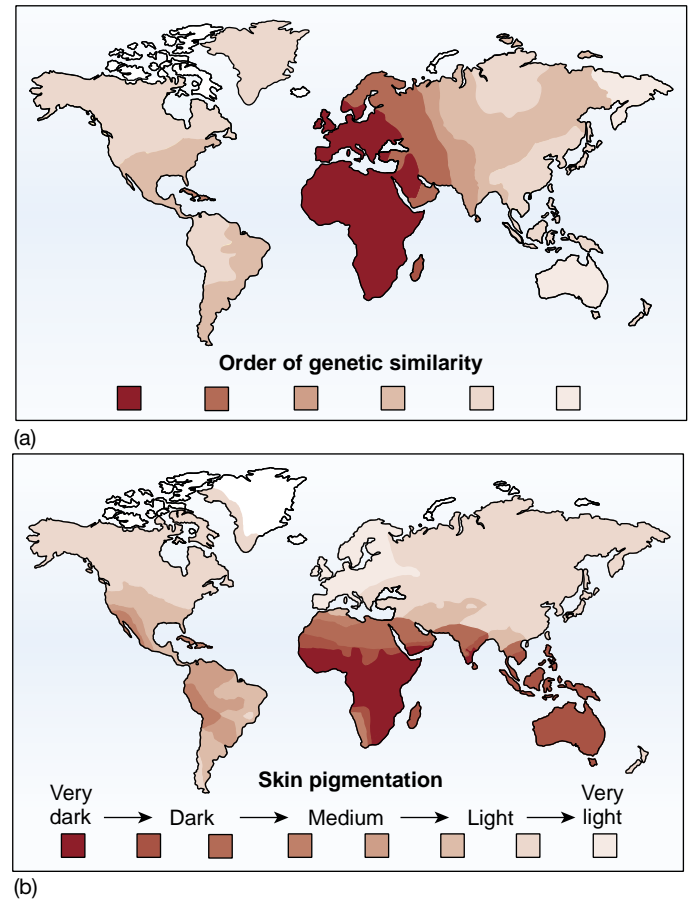 Order of genetic similarity
(a)
Skin pigmentation
Very dark → Dark → Medium → Light → Very light
(b)